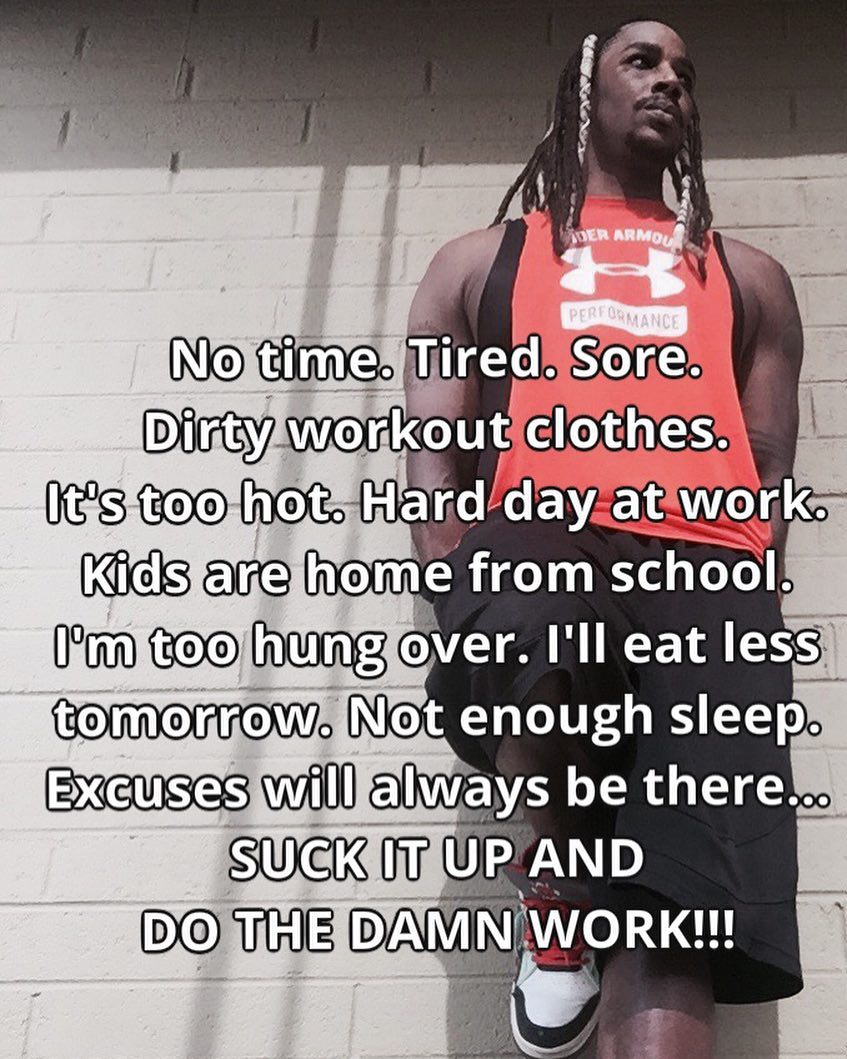 UNDER ARMOU
PERFORMANCE
No time. Tired. Sore.
Dirty workout clothes.
It's too hot. Hard day at work.
Kids are home from school.
I'm too hung over. I'll eat less
tomorrow. Not enough sleep.
Excuses will always be there...
SUCK IT UP AND
DO THE DAMN WORK!!!